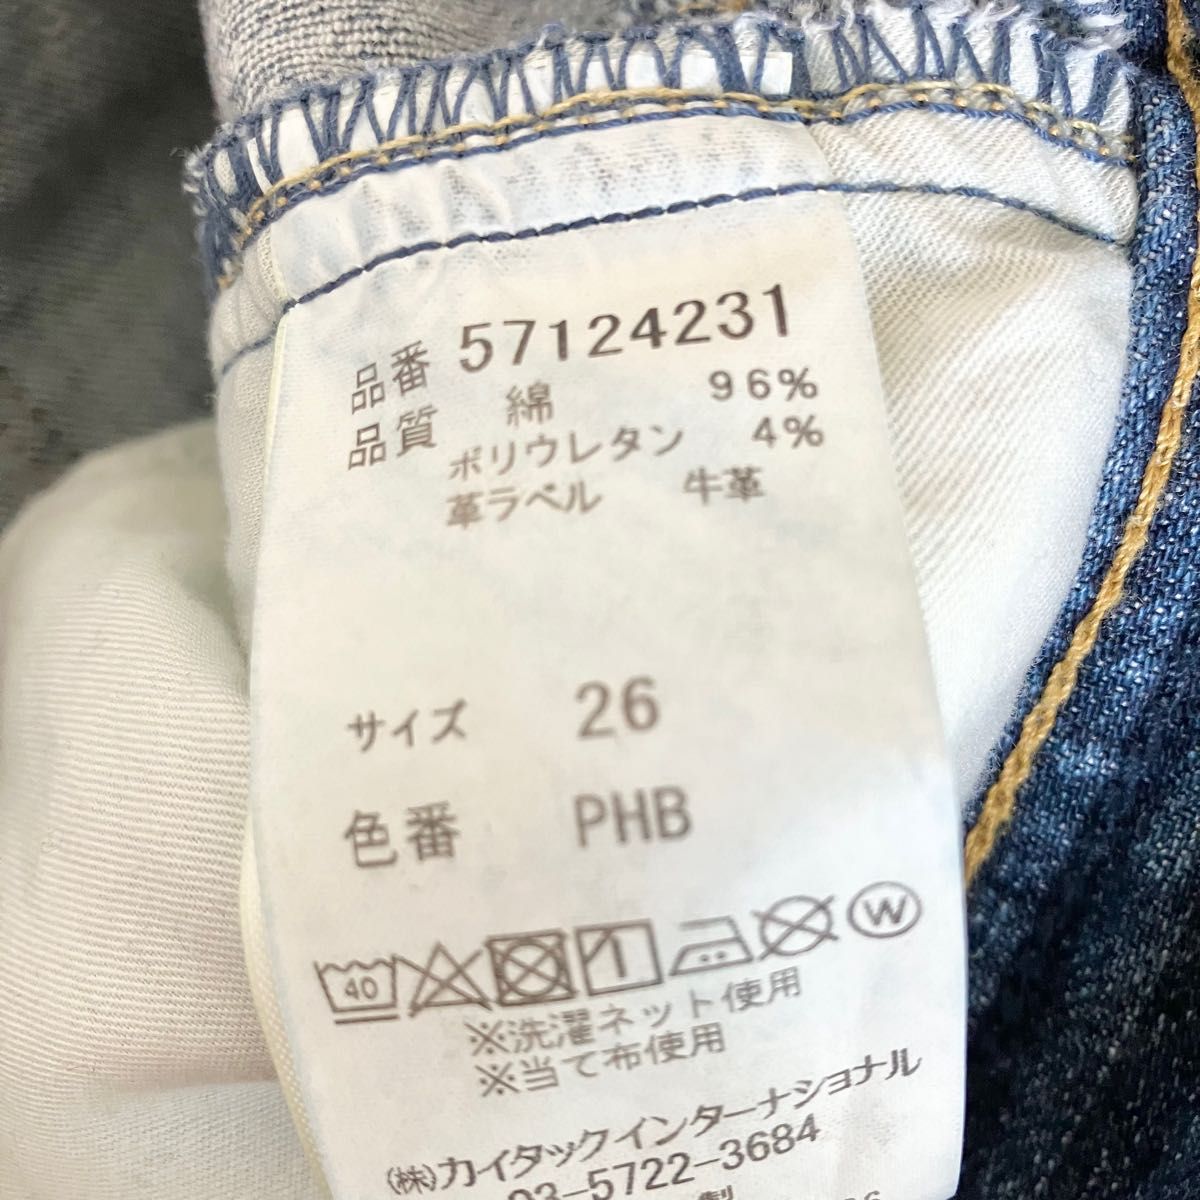 品番 57124231
品質 綿 96%
ポリウレタン 4%
革ラベル 牛革
サイズ 26
色番 PHB
40 W
※洗濯ネット使用
※当て布使用
(株)カイタックインターナショナル
03-5722-3684
製